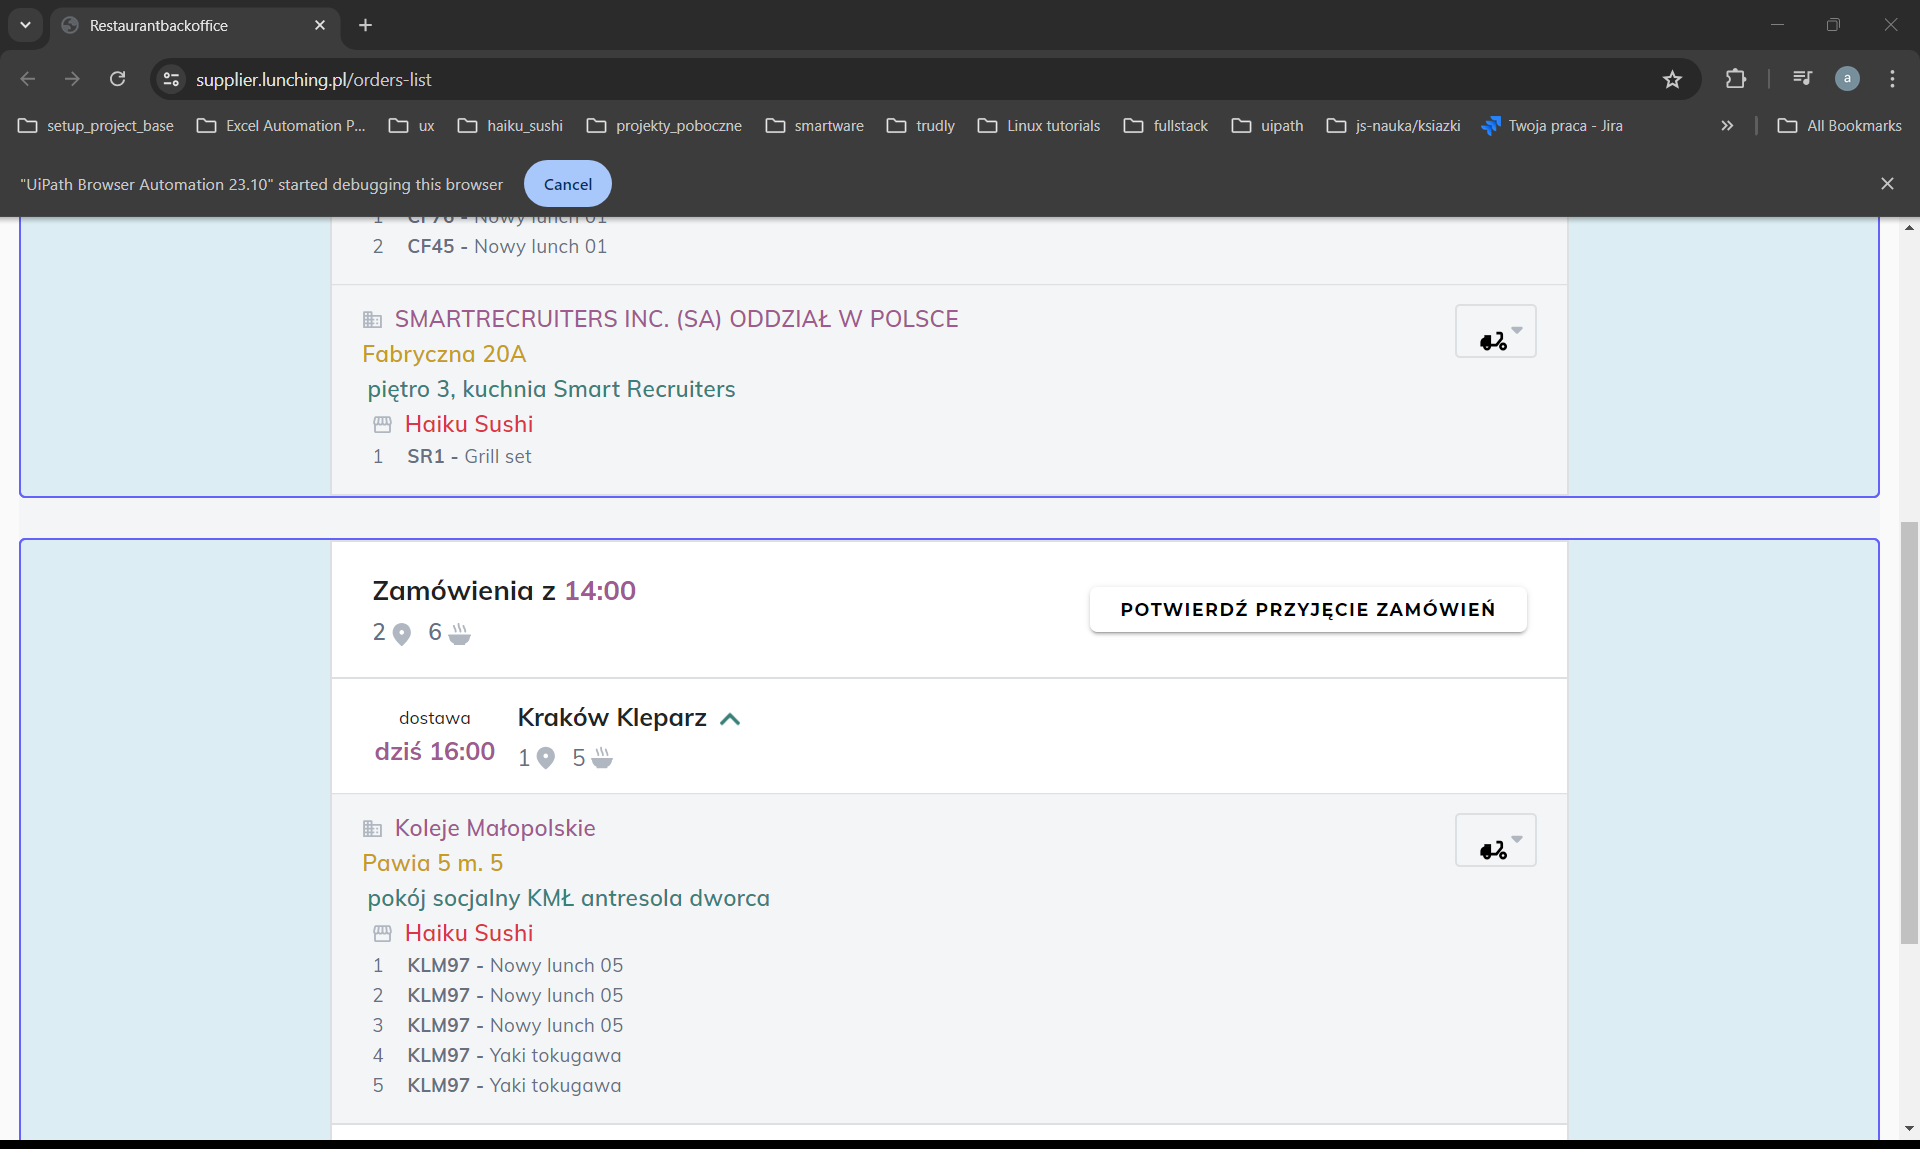 Restaurantbackoffice
supplier.lunching.pl/orders-list
a
setup_project_base
Excel Automation P...
ux
haiku_sushi
projekty_poboczne
smartware
trudly
Linux tutorials
fullstack
uipath
js-nauka/ksiazki
Twoja praca - Jira
All Bookmarks
"UiPath Browser Automation 23.10" started debugging this browser
Cancel
1 CF76 - Nowy lunch 01
2 CF45 - Nowy lunch 01
SMARTRECRUITERS INC. (SA) ODDZIAŁ W POLSCE
Fabryczna 20A
piętro 3, kuchnia Smart Recruiters
Haiku Sushi
1 SR1 - Grill set
Zamówienia z 14:00
2 6
POTWIERDŹ PRZYJĘCIE ZAMÓWIEŃ
dostawa
dziś 16:00
Kraków Kleparz
1 5
Koleje Małopolskie
Pawia 5 m. 5
pokój socjalny KMŁ antresola dworca
Haiku Sushi
1 KLM97 - Nowy lunch 05
2 KLM97 - Nowy lunch 05
3 KLM97 - Nowy lunch 05
4 KLM97 - Yaki tokugawa
5 KLM97 - Yaki tokugawa